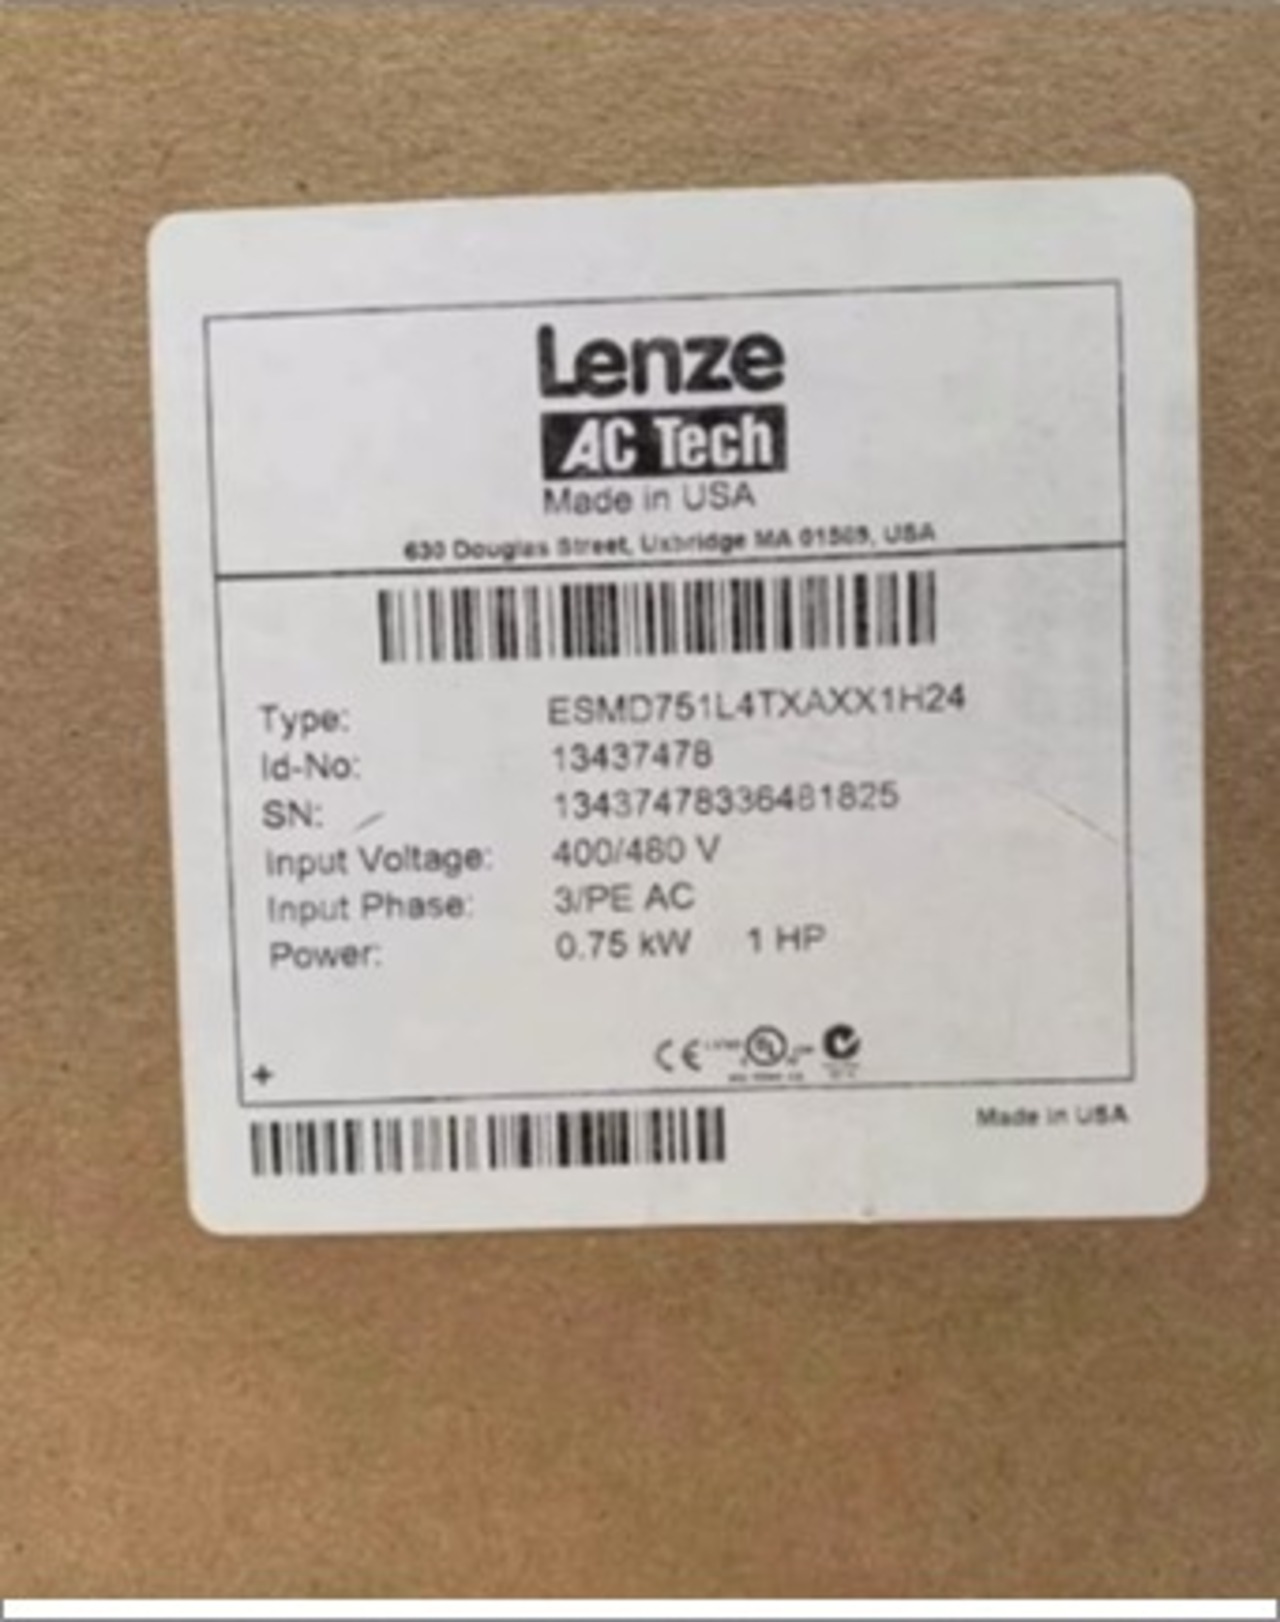 Lenze
AC Tech
Made in USA
630 Douglas Street, Uxbridge MA 01569, USA
Type: ESMD751L4TXAXX1H24
Id-No: 13437478
SN: 13437478336481825
Input Voltage: 400/480 V
Input Phase: 3/PE AC
Power: 0.75 kW 1 HP
CE
UL
Made in USA